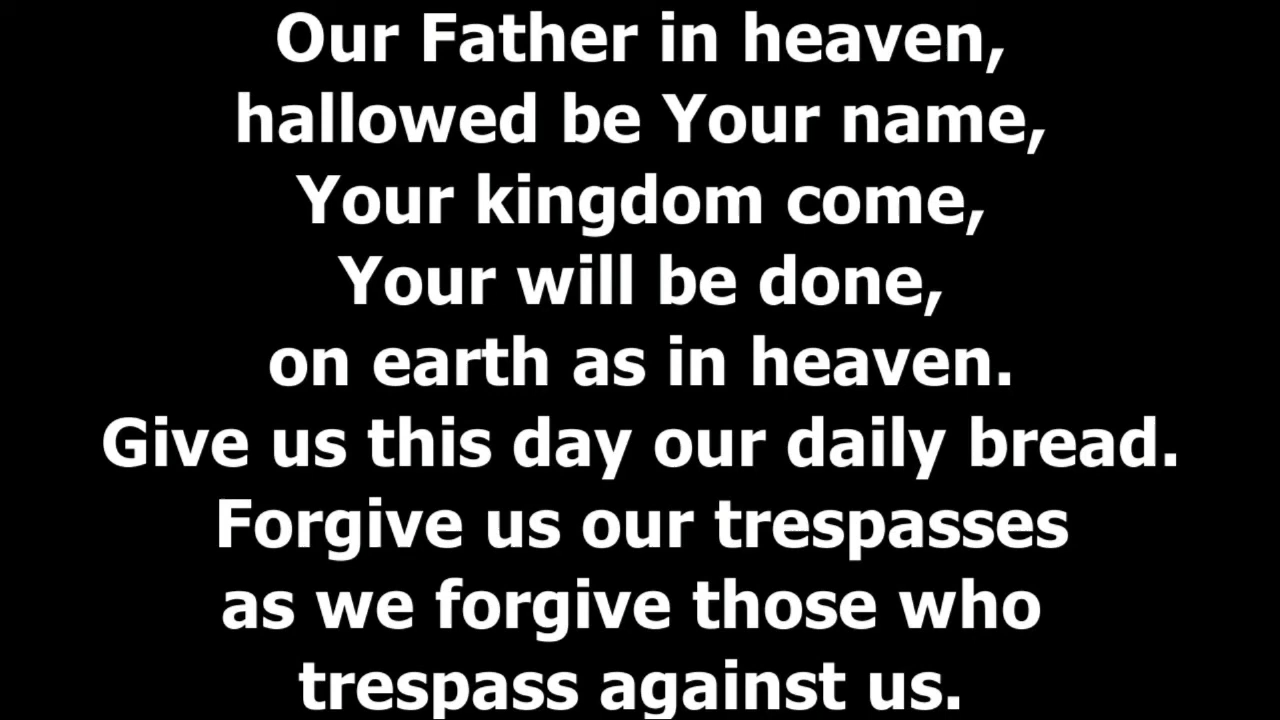 Our Father in heaven,
hallowed be Your name,
Your kingdom come,
Your will be done,
on earth as in heaven.
Give us this day our daily bread.
Forgive us our trespasses
as we forgive those who
trespass against us.